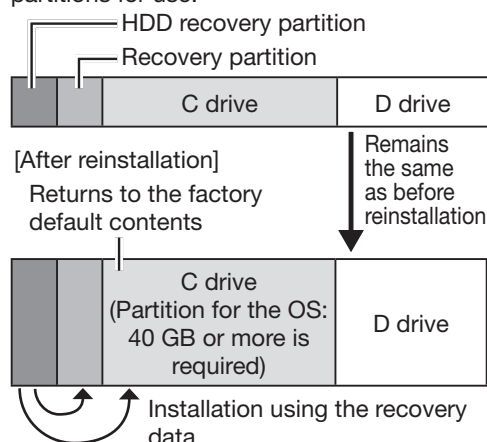 partitions for use.
HDD recovery partition
Recovery partition
C drive
D drive
[After reinstallation]
Returns to the factory
default contents
Remains
the same
as before
reinstallation
C drive
(Partition for the OS:
40 GB or more is
required)
D drive
Installation using the recovery
data